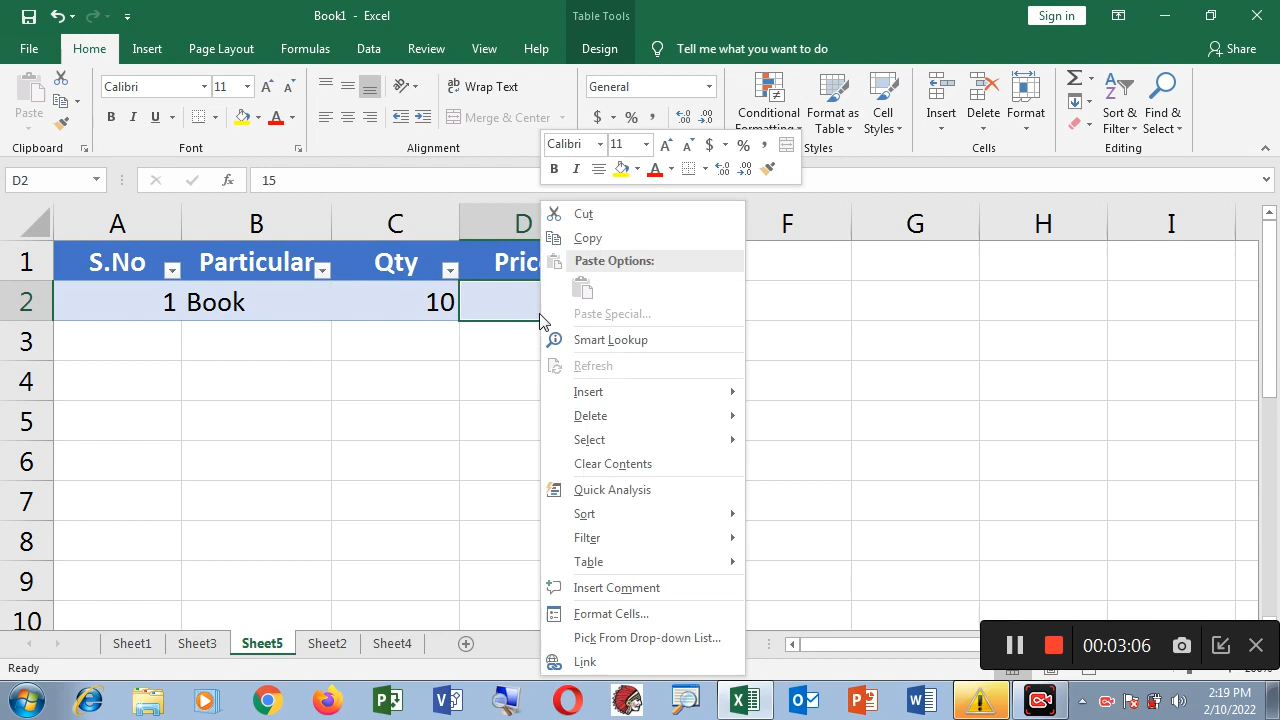 Book1 - Excel
Table Tools
Sign in
File
Home
Insert
Page Layout
Formulas
Data
Review
View
Help
Design
Tell me what you want to do
Share
Paste
Calibri
11
B I U
Wrap Text
Merge & Center
General
$ % ,
Conditional
Formatting
Format as
Table
Cell
Styles
Insert
Delete
Format
Sort &
Filter
Find &
Select
Clipboard
Font
Alignment
Styles
Cells
Editing
Calibri
11
$ % ,
B I
D2
fx
15
A B C D F G H I
1 S.No Particular Qty
2 1 Book 10
3
4
5
6
7
8
9
10
Cut
Copy
Paste Options:
Paste Special...
Smart Lookup
Refresh
Insert
Delete
Select
Clear Contents
Quick Analysis
Sort
Filter
Table
Insert Comment
Format Cells...
Pick From Drop-down List...
Link
Sheet1
Sheet3
Sheet5
Sheet2
Sheet4
00:03:06
Ready
2:19 PM
2/10/2022